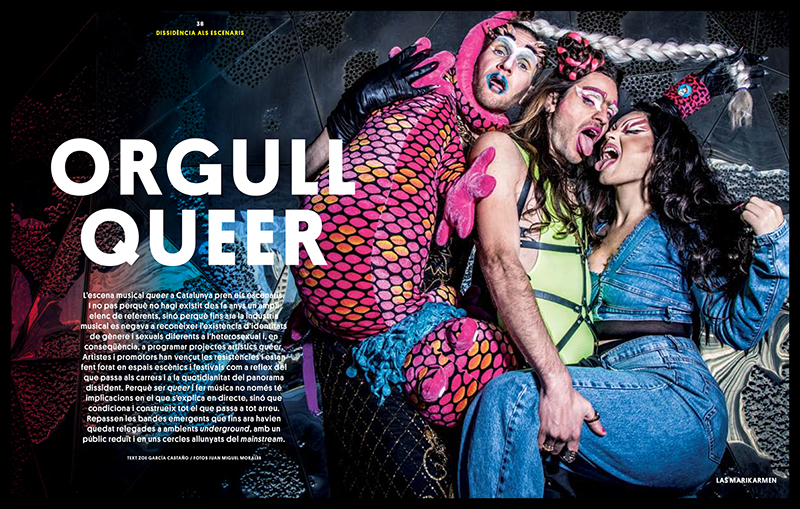 38
DISSIDÈNCIA ALS ESCENARIS
ORGULL
QUEER
L'escena musical queer a Catalunya pren els escenaris.
I no pas perquè no hagi existit des fa anys un ampli
elenc de referents, sinó perquè fins ara la indústria
musical es negava a reconèixer l'existència d'identitats
de gènere i sexuals diferents a l'heterosexual i, en
conseqüència, a programar projectes artístics queer.
Artistes i promotors han vençut les resistències i estan
fent forat en espais escènics i festivals com a reflex del
que passa als carrers i a la quotidianitat del panorama
dissident. Perquè ser queer i fer música no només té
implicacions en el que s'explica en directe, sinó que
condiciona i construeix tot el que passa a tot arreu.
Repassem les bandes emergents que fins ara havien
quedat relegades a ambients underground, amb un
públic reduït i en uns cercles allunyats del mainstream.
TEXT ZOE GARCÍA CASTAÑO / FOTOS JUAN MIGUEL MORALES
LAS MARIKARMEN